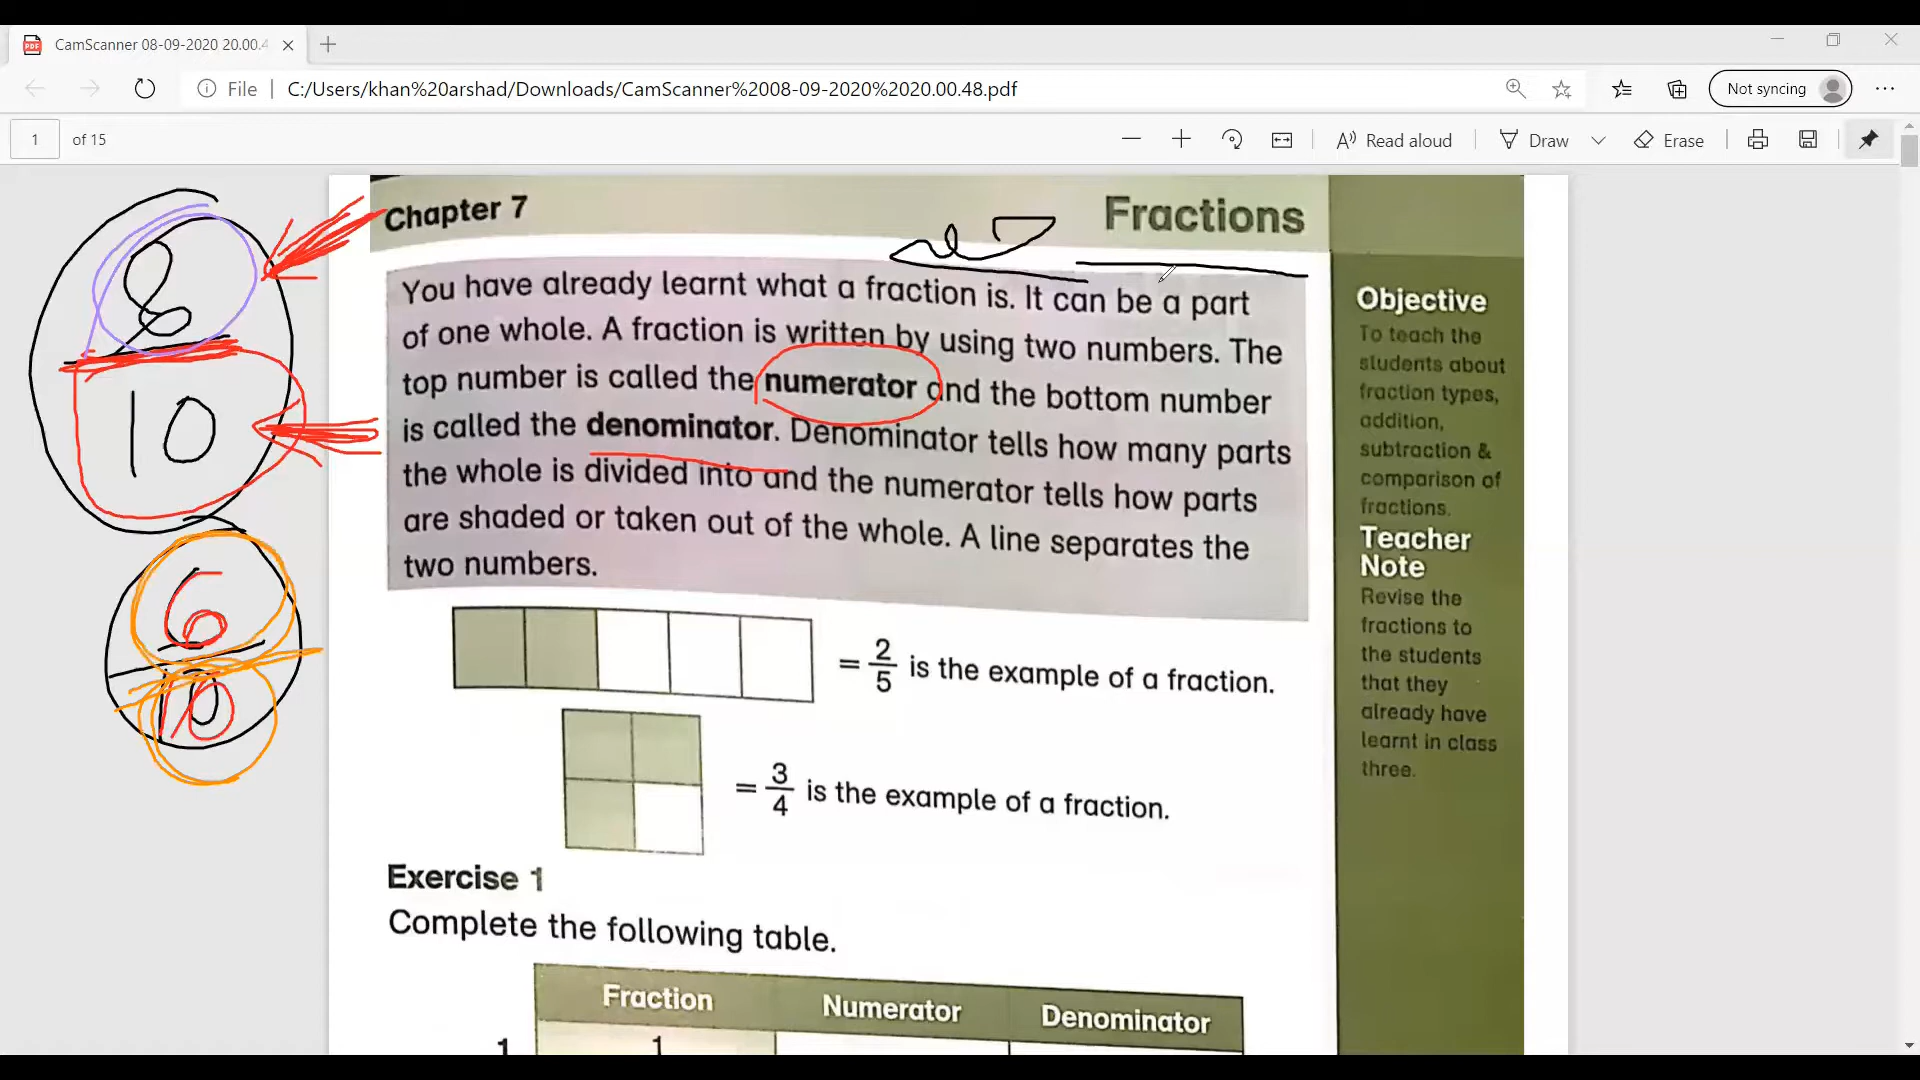 CamScanner 08-09-2020 20.00.4
File
C:/Users/khan%20arshad/Downloads/CamScanner%2008-09-2020%2020.00.48.pdf
Not syncing
1 of 15
Read aloud
Draw
Erase
Chapter 7
Fractions
You have already learnt what a fraction is. It can be a part
of one whole. A fraction is written by using two numbers. The
top number is called the numerator and the bottom number
is called the denominator. Denominator tells how many parts
the whole is divided into and the numerator tells how parts
are shaded or taken out of the whole. A line separates the
two numbers.
8
10
6
10
= 2/5 is the example of a fraction.
= 3/4 is the example of a fraction.
Exercise 1
Complete the following table.
Fraction
Numerator
Denominator
1
1
Objective
To teach the
students about
fraction types,
addition,
subtraction &
comparison of
fractions.
Teacher
Note
Revise the
fractions to
the students
that they
already have
learnt in class
three.